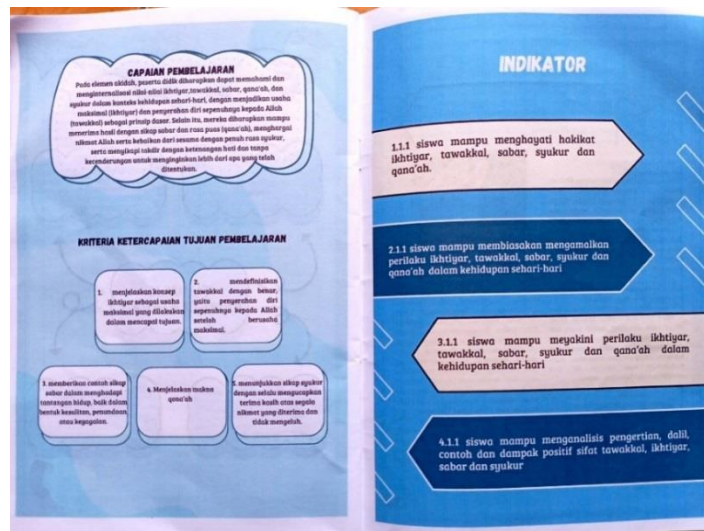 CAPAIAN PEMBELAJARAN
Pada elemen akidah, peserta didik diharapkan dapat memahami dan
menginternalisasi nilai-nilai ikhtiyar, tawakkal, sabar, qana'ah, dan
syukur dalam konteks kehidupan sehari-hari, dengan menjadikan usaha
maksimal (ikhtiyar) dan penyerahan diri sepenuhnya kepada Allah
(tawakkal) sebagai prinsip dasar. Selain itu, mereka diharapkan mampu
menerima hasil dengan sikap sabar dan rasa puas (qana'ah), menghargai
nikmat Allah serta kebaikan dari sesama dengan penuh rasa syukur,
serta menyikapi takdir dengan ketenangan hati dan tanpa
kecenderungan untuk menginginkan lebih dari apa yang telah
ditentukan.
KRITERIA KETERCAPAIAN TUJUAN PEMBELAJARAN
1. menjelaskan konsep
ikhtiyar sebagai usaha
maksimal yang dilakukan
dalam mencapai tujuan.
2. mendefinisikan
tawakkal dengan benar,
yaitu penyerahan diri
sepenuhnya kepada Allah
setelah berusaha
maksimal.
3. memberikan contoh sikap
sabar dalam menghadapi
tantangan hidup, baik dalam
bentuk kesulitan, penundaan,
atau kegagalan.
4. Menjelaskan makna
qona'ah
5. menunjukkan sikap syukur
dengan selalu mengucapkan
terima kasih atas segala
nikmat yang diterima dan
tidak mengeluh.
INDIKATOR
1.1.1 siswa mampu menghayati hakikat
ikhtiyar, tawakkal, sabar, syukur dan
qana'ah.
2.1.1 siswa mampu membiasakan mengamalkan
perilaku ikhtiyar, tawakkal, sabar, syukur dan
qona'ah dalam kehidupan sehari-hari
3.1.1 siswa mampu meyakini perilaku ikhtiyar,
tawakkal, sabar, syukur dan qana'ah dalam
kehidupan sehari-hari
4.1.1 siswa mampu menganalisis pengertian, dalil,
contoh dan dampak positif sifat tawakkal, ikhtiyar,
sabar dan syukur